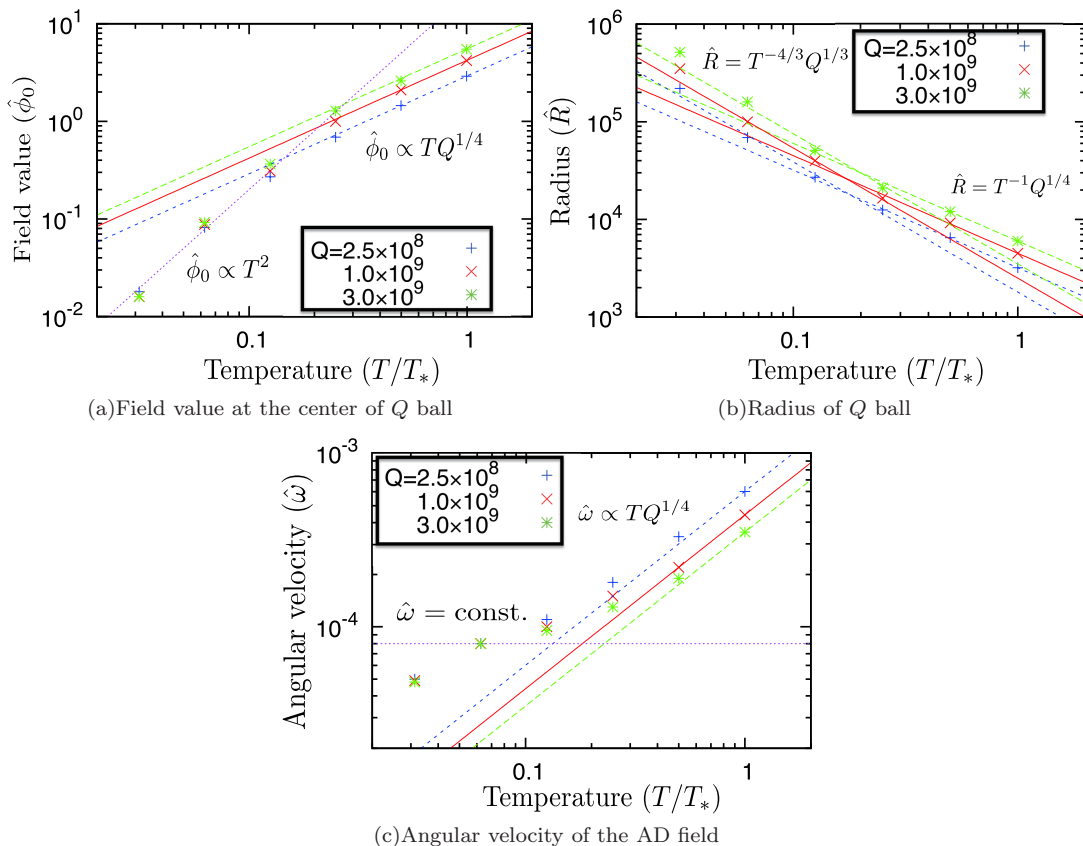 10^1
10^0
10^-1
10^-2
Field value (φ̂₀)
φ̂₀ ∝ TQ^{1/4}
φ̂₀ ∝ T²
Q=2.5×10^8
1.0×10^9
3.0×10^9
0.1 1
Temperature (T/T_*)
(a)Field value at the center of Q ball
10^6
10^5
10^4
10^3
Radius (R̂)
R̂ = T^{-4/3}Q^{1/3}
Q=2.5×10^8
1.0×10^9
3.0×10^9
R̂ = T^{-1}Q^{1/4}
0.1 1
Temperature (T/T_*)
(b)Radius of Q ball
10^-3
10^-4
Angular velocity (ω̂)
Q=2.5×10^8
1.0×10^9
3.0×10^9
ω̂ ∝ TQ^{1/4}
ω̂ = const.
0.1 1
Temperature (T/T_*)
(c)Angular velocity of the AD field